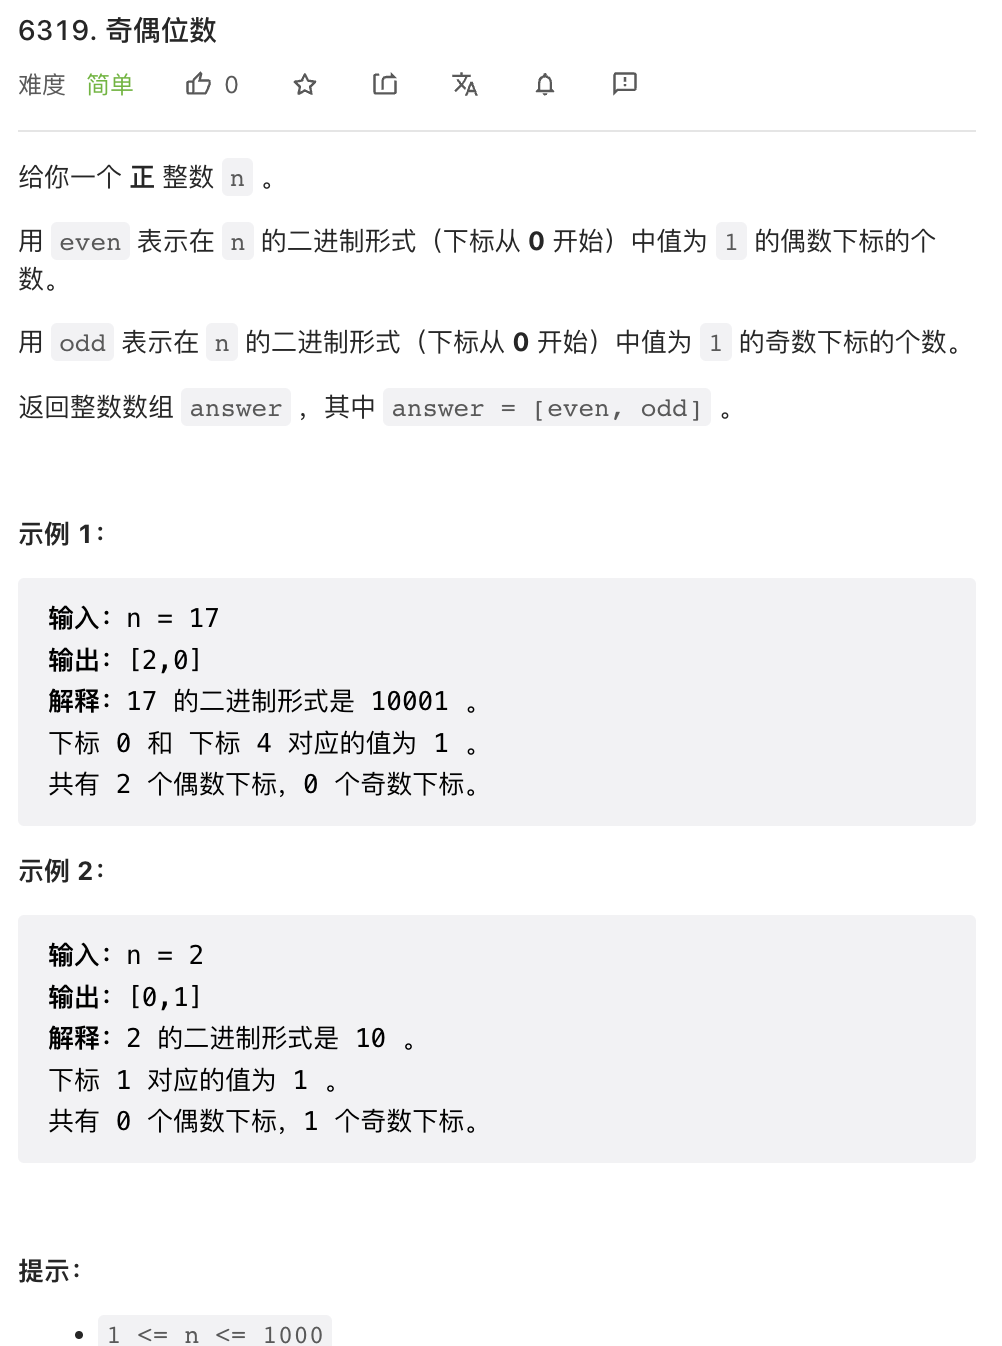 6319. 奇偶位数
难度 简单 0
给你一个 正 整数 n 。
用 even 表示在 n 的二进制形式（下标从 0 开始）中值为 1 的偶数下标的个
数。
用 odd 表示在 n 的二进制形式（下标从 0 开始）中值为 1 的奇数下标的个数。
返回整数数组 answer ，其中 answer = [even, odd] 。
示例 1：
输入：n = 17
输出：[2,0]
解释：17 的二进制形式是 10001 。
下标 0 和 下标 4 对应的值为 1 。
共有 2 个偶数下标，0 个奇数下标。
示例 2：
输入：n = 2
输出：[0,1]
解释：2 的二进制形式是 10 。
下标 1 对应的值为 1 。
共有 0 个偶数下标，1 个奇数下标。
提示：
• 1 <= n <= 1000